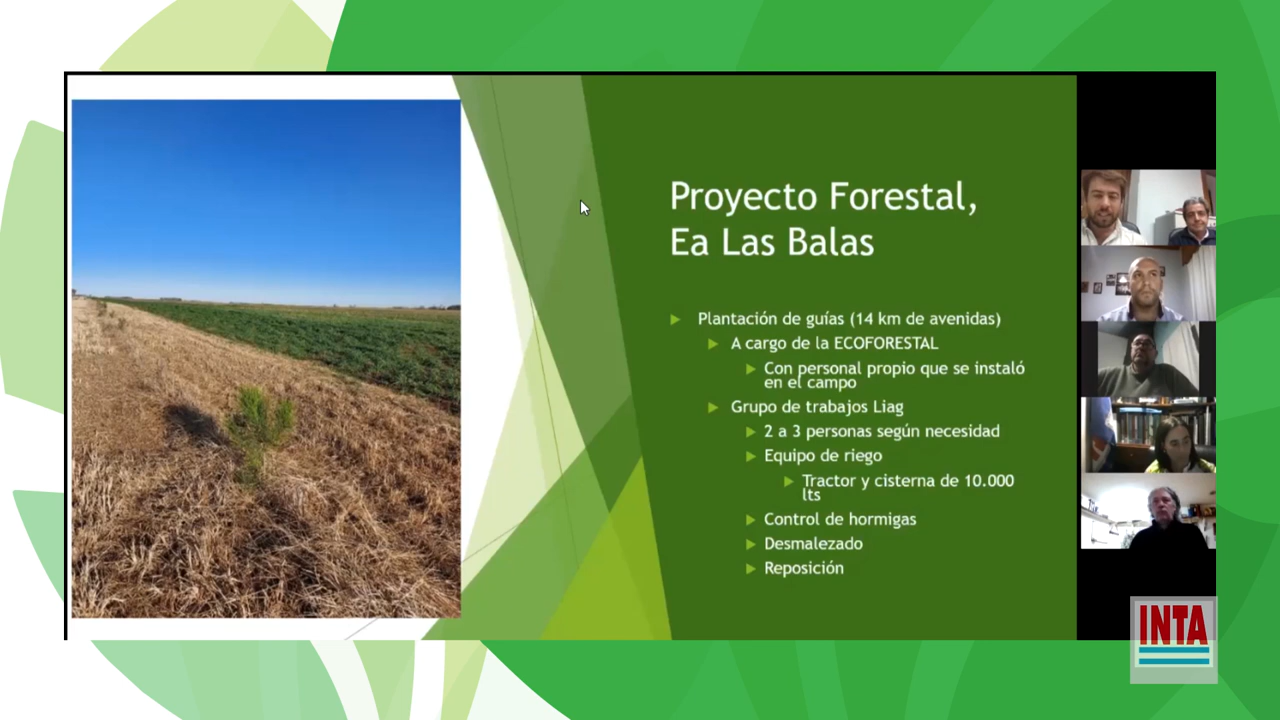 Proyecto Forestal,
Ea Las Balas
Plantación de guías (14 km de avenidas)
A cargo de la ECOFORESTAL
Con personal propio que se instaló
en el campo
Grupo de trabajos Liag
2 a 3 personas según necesidad
Equipo de riego
Tractor y cisterna de 10.000
lts
Control de hormigas
Desmalezado
Reposición
INTA